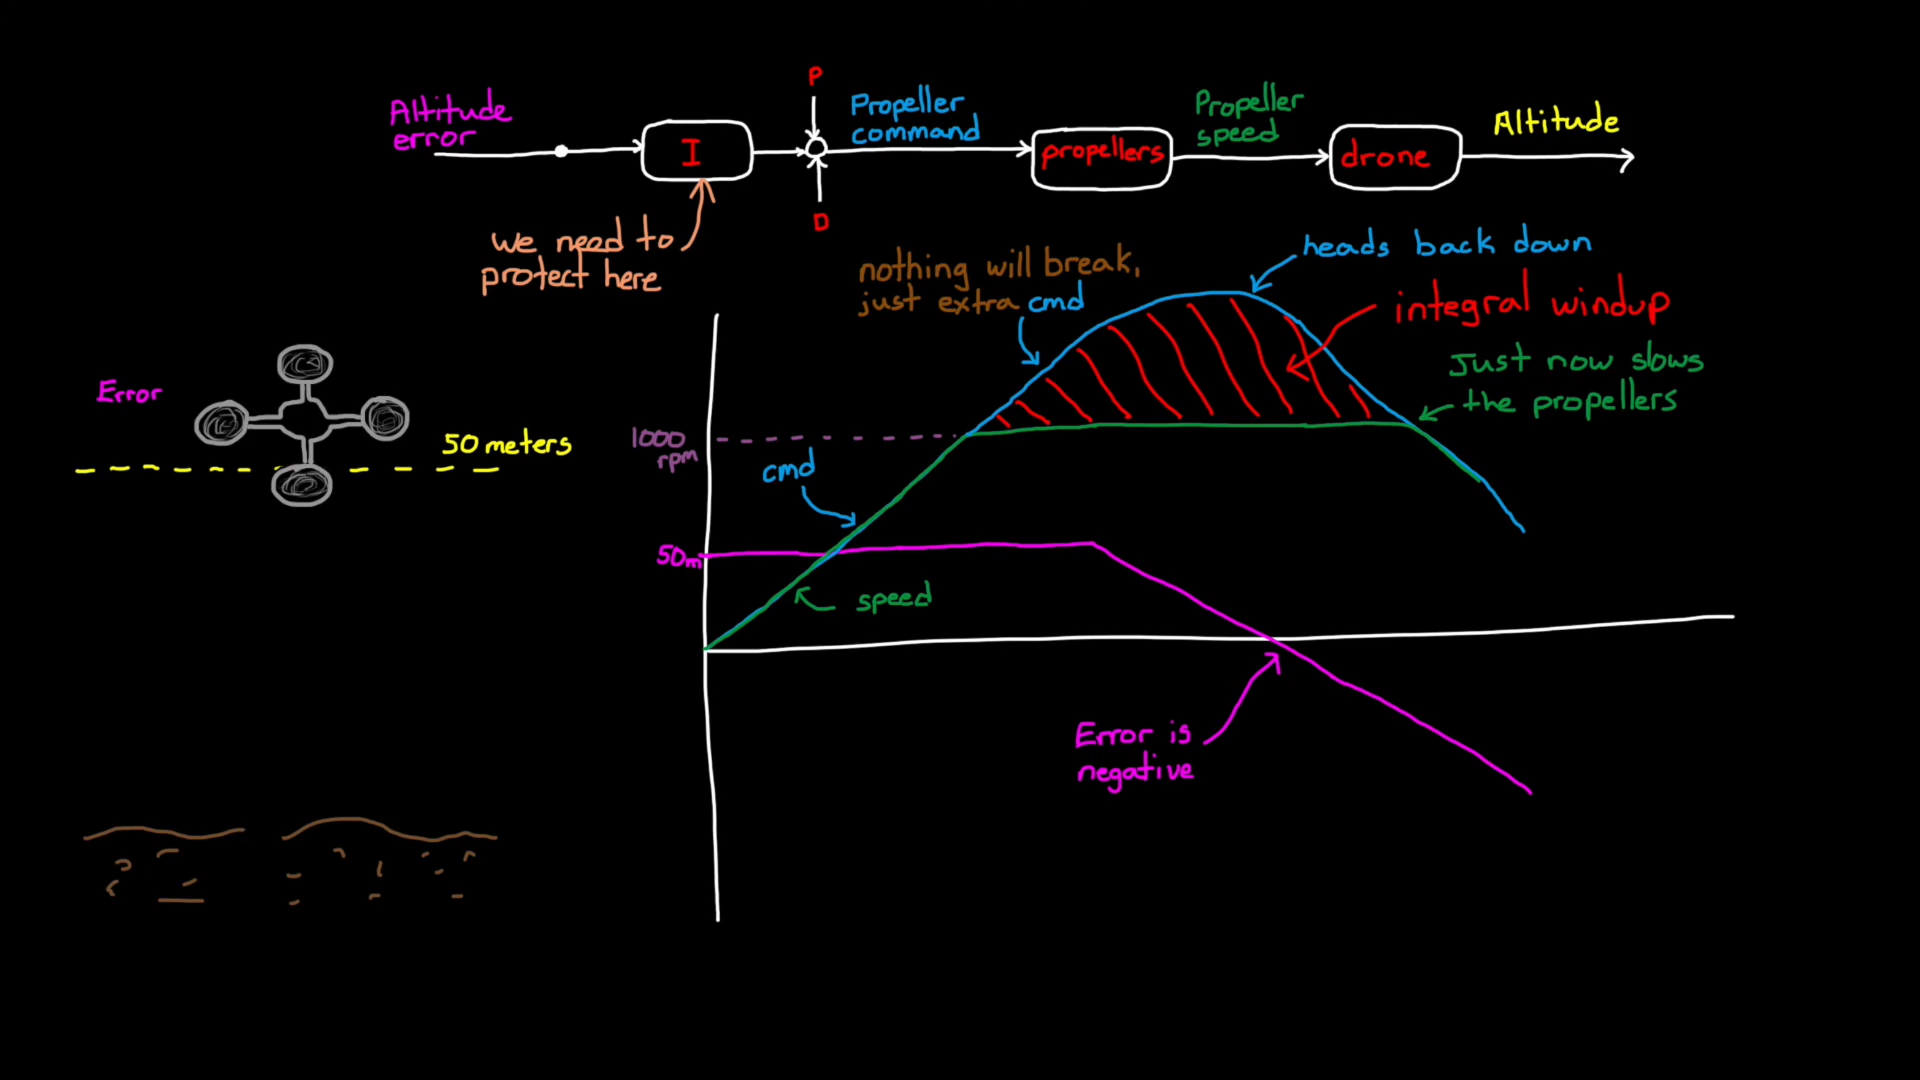 P
Altitude
error
I
Propeller
command
propellers
Propeller
speed
drone
Altitude
D
we need to
protect here
nothing will break,
just extra cmd
heads back down
integral windup
Just now slows
the propellers
Error
50 meters
1000
rpm
cmd
50m
speed
Error is
negative